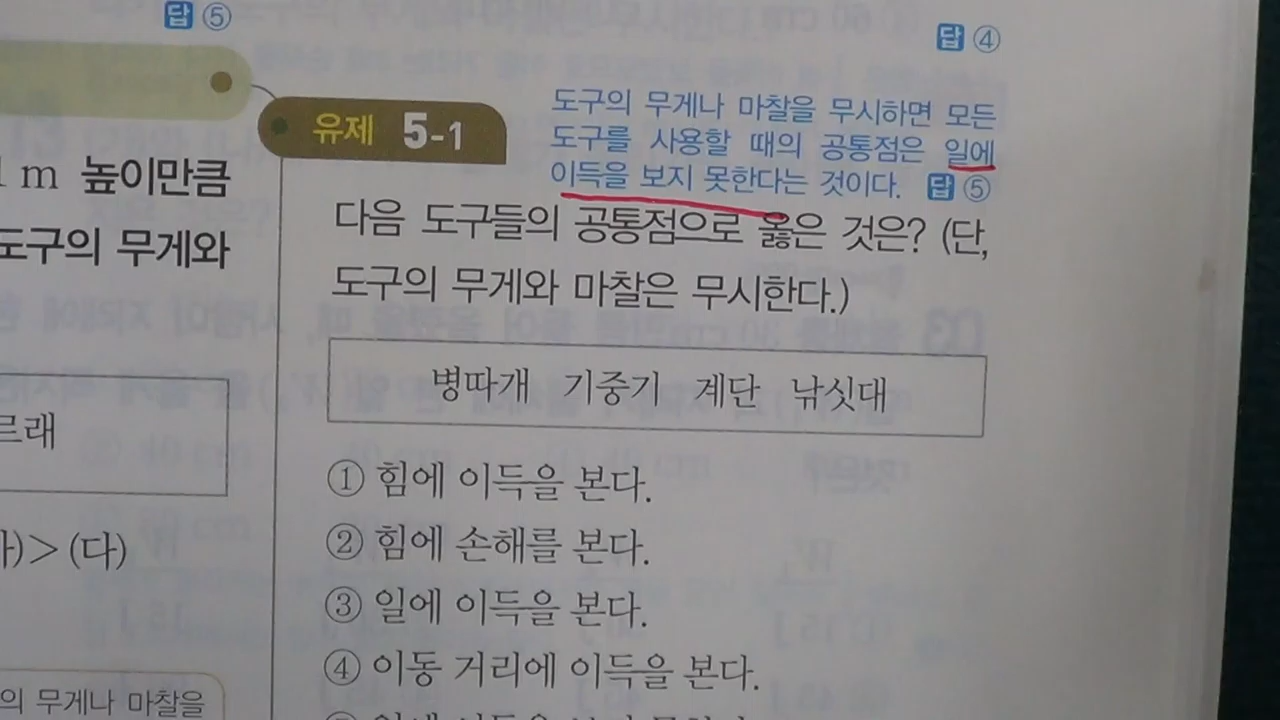 답 ⑤
답 ④
1 m 높이만큼
도구의 무게와
르래
)>(다)
의 무게나 마찰을
유제 5-1
도구의 무게나 마찰을 무시하면 모든
도구를 사용할 때의 공통점은 일에
이득을 보지 못한다는 것이다. 답 ⑤
다음 도구들의 공통점으로 옳은 것은? (단,
도구의 무게와 마찰은 무시한다.)
병따개 기중기 계단 낚싯대
① 힘에 이득을 본다.
② 힘에 손해를 본다.
③ 일에 이득을 본다.
④ 이동 거리에 이득을 본다.